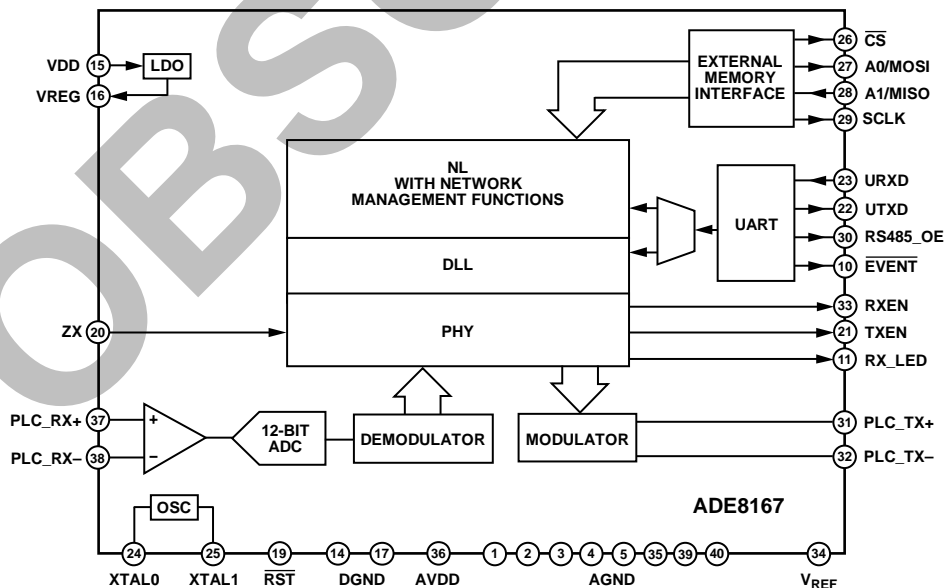 OBSOLETE
VDD 15 LDO
VREG 16
EXTERNAL
MEMORY
INTERFACE
26 C̅S̅
27 A0/MOSI
28 A1/MISO
29 SCLK
NL
WITH NETWORK
MANAGEMENT FUNCTIONS
DLL
PHY
UART
23 URXD
22 UTXD
30 RS485_OE
10 E̅V̅E̅N̅T̅
33 RXEN
21 TXEN
11 RX_LED
ZX 20
PLC_RX+ 37 +
PLC_RX– 38 –
12-BIT
ADC
DEMODULATOR
MODULATOR
31 PLC_TX+
32 PLC_TX–
ADE8167
OSC
24 25 19 14 17 36 1 2 3 4 5 35 39 40 34
XTAL0 XTAL1 R̅S̅T̅ DGND AVDD AGND VREF